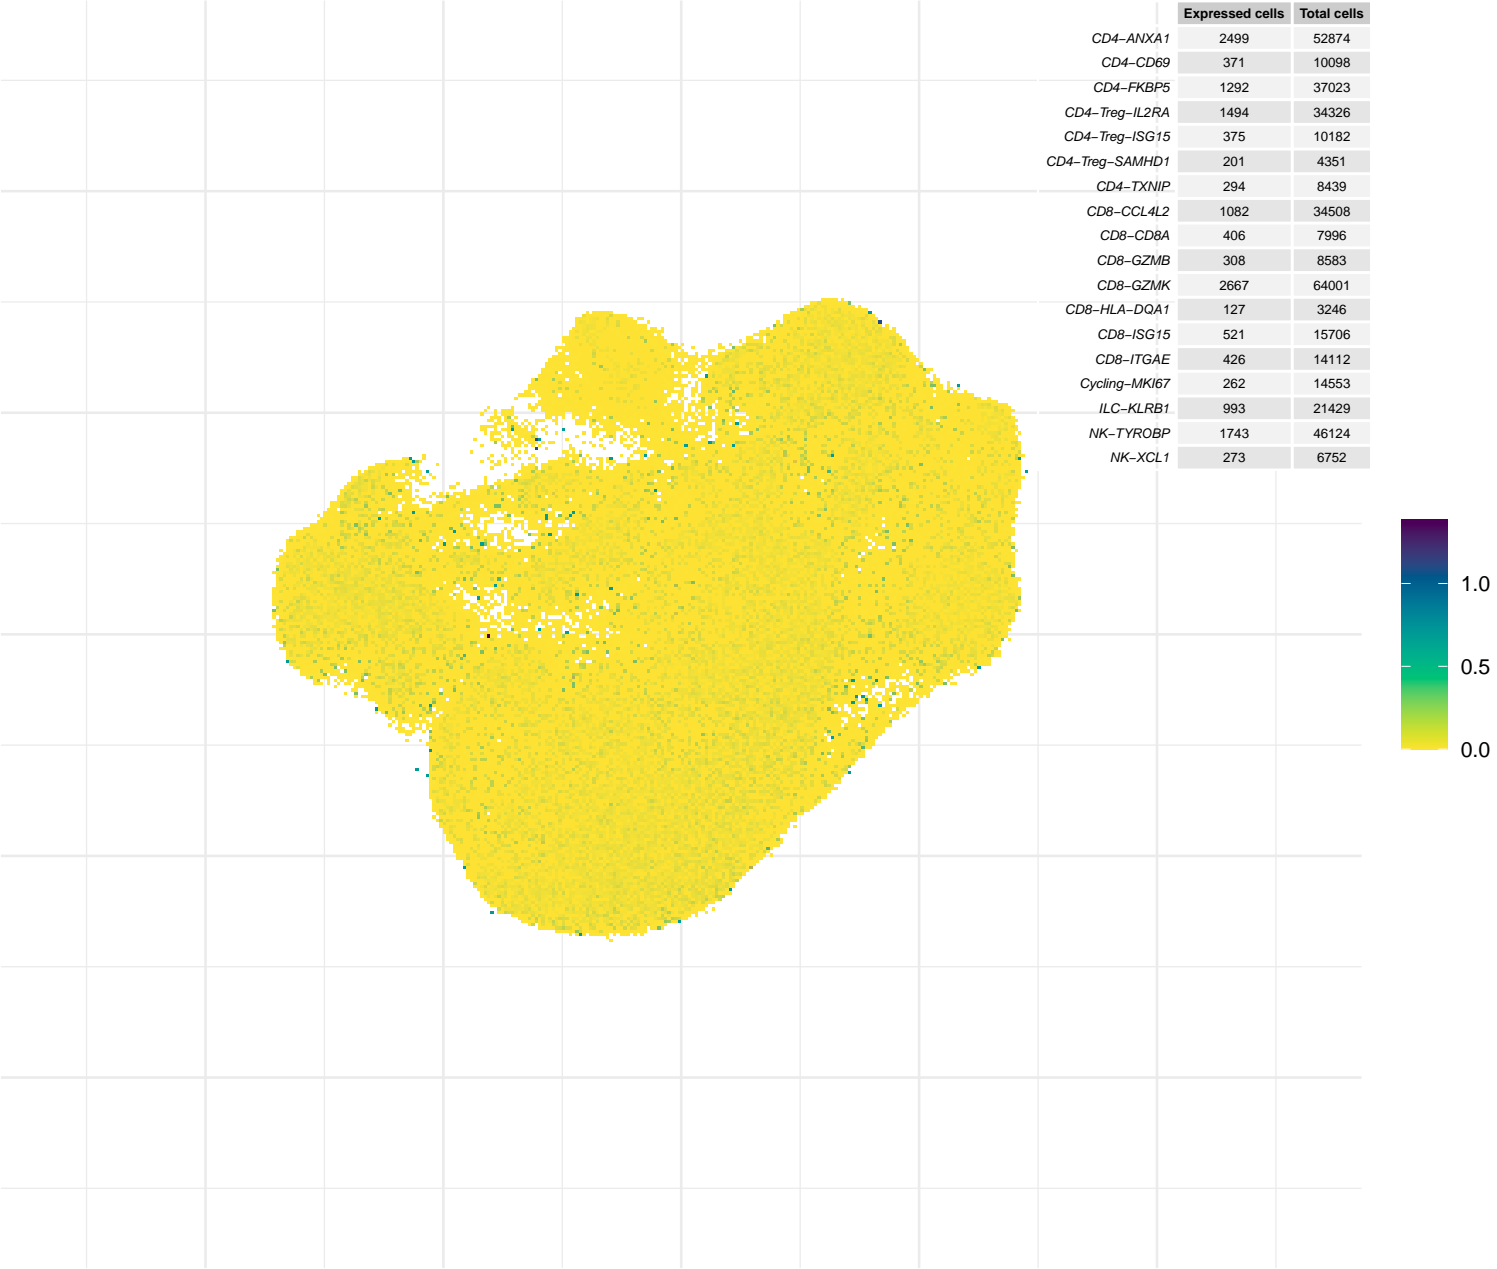 Expressed cells Total cells
CD4−ANXA1 2499 52874
CD4−CD69 371 10098
CD4−FKBP5 1292 37023
CD4−Treg−IL2RA 1494 34326
CD4−Treg−ISG15 375 10182
CD4−Treg−SAMHD1 201 4351
CD4−TXNIP 294 8439
CD8−CCL4L2 1082 34508
CD8−CD8A 406 7996
CD8−GZMB 308 8583
CD8−GZMK 2667 64001
CD8−HLA−DQA1 127 3246
CD8−ISG15 521 15706
CD8−ITGAE 426 14112
Cycling−MKI67 262 14553
ILC−KLRB1 993 21429
NK−TYROBP 1743 46124
NK−XCL1 273 6752
1.0
0.5
0.0